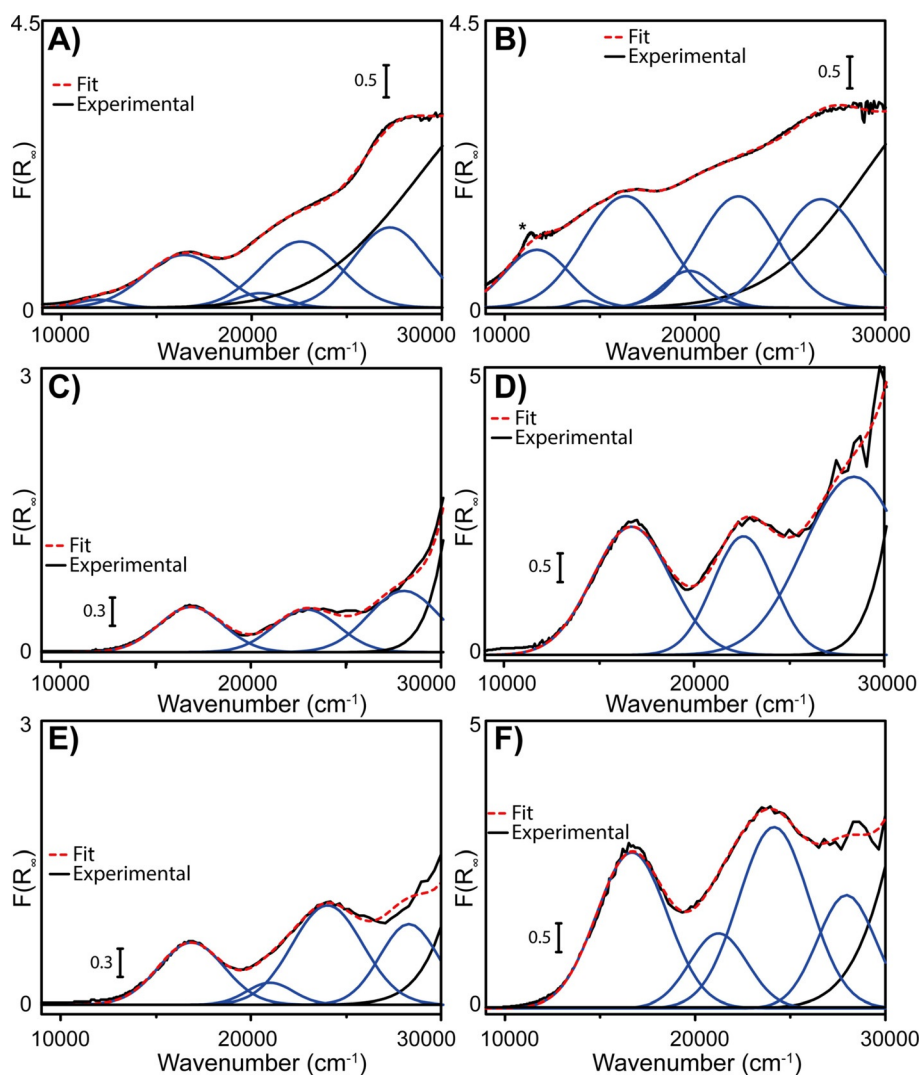 4.5
A)
Fit
Experimental
0.5
F(R∞)
0
10000 20000 30000
Wavenumber (cm⁻¹)
4.5
B)
Fit
Experimental
0.5
*
F(R∞)
0
10000 20000 30000
Wavenumber (cm⁻¹)
3
C)
Fit
Experimental
0.3
F(R∞)
0
10000 20000 30000
Wavenumber (cm⁻¹)
5
D)
Fit
Experimental
0.5
F(R∞)
0
10000 20000 30000
Wavenumber (cm⁻¹)
3
E)
Fit
Experimental
0.3
F(R∞)
0
10000 20000 30000
Wavenumber (cm⁻¹)
5
F)
Fit
Experimental
0.5
F(R∞)
0
10000 20000 30000
Wavenumber (cm⁻¹)